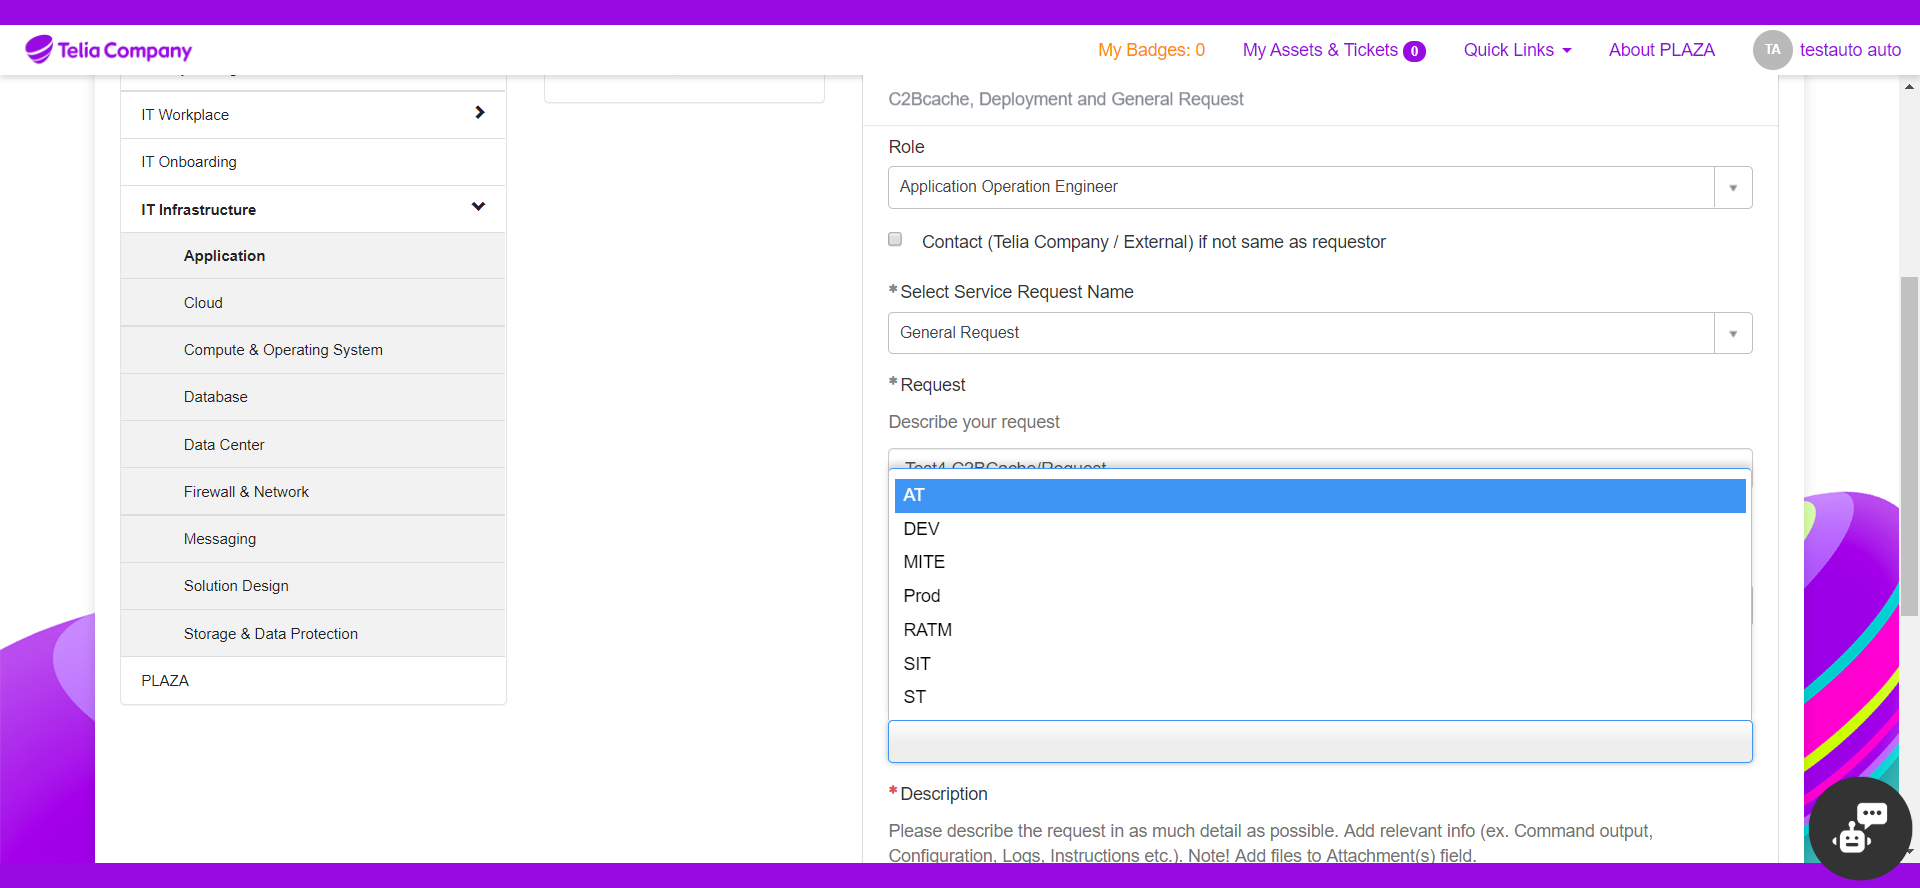 Telia Company
My Badges: 0
My Assets & Tickets 0
Quick Links
About PLAZA
TA
testauto auto
IT Workplace
IT Onboarding
IT Infrastructure
Application
Cloud
Compute & Operating System
Database
Data Center
Firewall & Network
Messaging
Solution Design
Storage & Data Protection
PLAZA
C2Bcache, Deployment and General Request
Role
Application Operation Engineer
Contact (Telia Company / External) if not same as requestor
*Select Service Request Name
General Request
*Request
Describe your request
Test4 C2BCache/Request
AT
DEV
MITE
Prod
RATM
SIT
ST
*Description
Please describe the request in as much detail as possible. Add relevant info (ex. Command output,
Configuration, Logs, Instructions etc.). Note! Add files to Attachment(s) field.